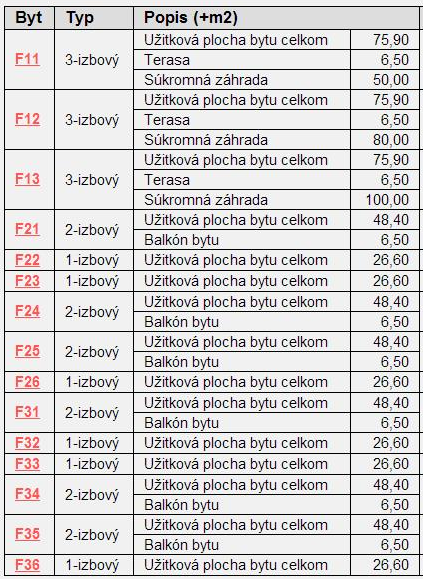 Byt Typ Popis (+m2)
F11 3-izbový Užitková plocha bytu celkom 75,90
Terasa 6,50
Súkromná záhrada 50,00
F12 3-izbový Užitková plocha bytu celkom 75,90
Terasa 6,50
Súkromná záhrada 80,00
F13 3-izbový Užitková plocha bytu celkom 75,90
Terasa 6,50
Súkromná záhrada 100,00
F21 2-izbový Užitková plocha bytu celkom 48,40
Balkón bytu 6,50
F22 1-izbový Užitková plocha bytu celkom 26,60
F23 1-izbový Užitková plocha bytu celkom 26,60
F24 2-izbový Užitková plocha bytu celkom 48,40
Balkón bytu 6,50
F25 2-izbový Užitková plocha bytu celkom 48,40
Balkón bytu 6,50
F26 1-izbový Užitková plocha bytu celkom 26,60
F31 2-izbový Užitková plocha bytu celkom 48,40
Balkón bytu 6,50
F32 1-izbový Užitková plocha bytu celkom 26,60
F33 1-izbový Užitková plocha bytu celkom 26,60
F34 2-izbový Užitková plocha bytu celkom 48,40
Balkón bytu 6,50
F35 2-izbový Užitková plocha bytu celkom 48,40
Balkón bytu 6,50
F36 1-izbový Užitková plocha bytu celkom 26,60